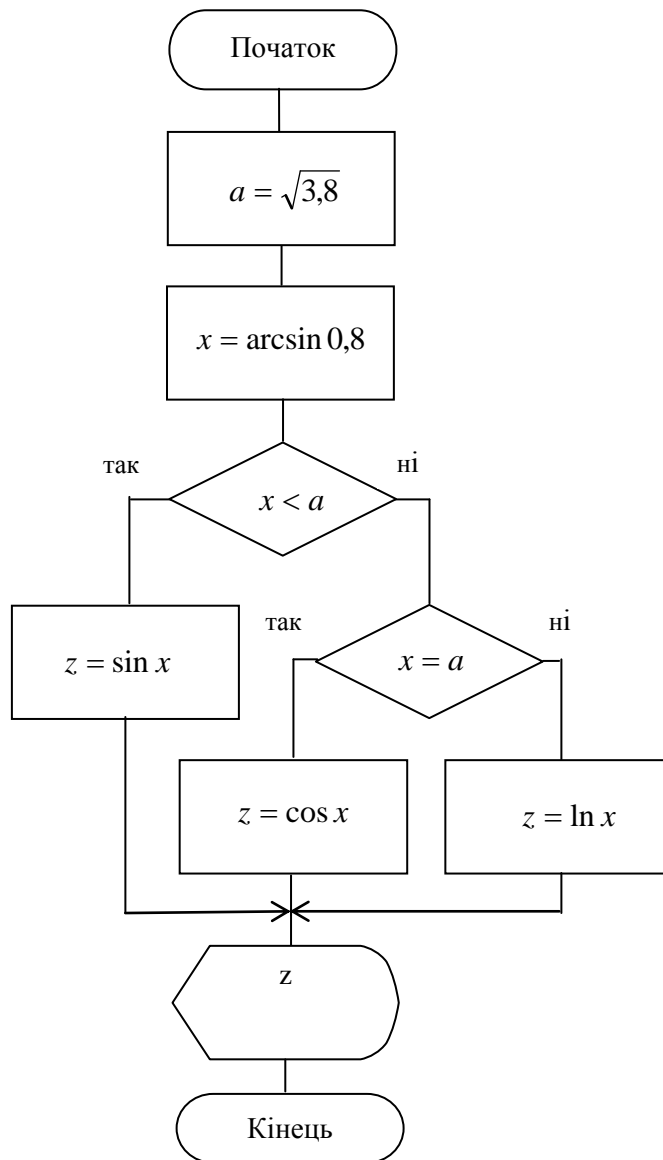 Початок
a = √3,8
x = arcsin 0,8
так
ні
x < a
так
ні
z = sin x
x = a
z = cos x
z = ln x
z
Кінець